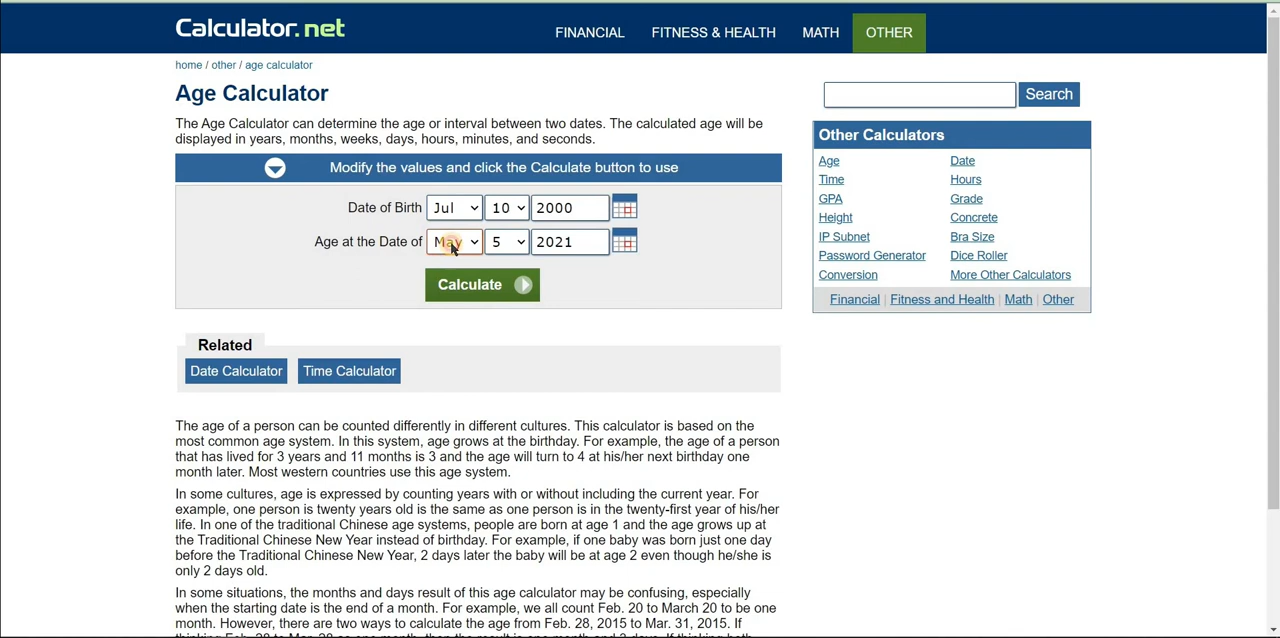 Calculator.net
FINANCIAL FITNESS & HEALTH MATH OTHER
home / other / age calculator
Age Calculator
The Age Calculator can determine the age or interval between two dates. The calculated age will be
displayed in years, months, weeks, days, hours, minutes, and seconds.
Modify the values and click the Calculate button to use
Date of Birth Jul 10 2000
Age at the Date of May 5 2021
Calculate
Related
Date Calculator Time Calculator
The age of a person can be counted differently in different cultures. This calculator is based on the
most common age system. In this system, age grows at the birthday. For example, the age of a person
that has lived for 3 years and 11 months is 3 and the age will turn to 4 at his/her next birthday one
month later. Most western countries use this age system.
In some cultures, age is expressed by counting years with or without including the current year. For
example, one person is twenty years old is the same as one person is in the twenty-first year of his/her
life. In one of the traditional Chinese age systems, people are born at age 1 and the age grows up at
the Traditional Chinese New Year instead of birthday. For example, if one baby was born just one day
before the Traditional Chinese New Year, 2 days later the baby will be at age 2 even though he/she is
only 2 days old.
In some situations, the months and days result of this age calculator may be confusing, especially
when the starting date is the end of a month. For example, we all count Feb. 20 to March 20 to be one
month. However, there are two ways to calculate the age from Feb. 28, 2015 to Mar. 31, 2015. If
Search
Other Calculators
Age Date
Time Hours
GPA Grade
Height Concrete
IP Subnet Bra Size
Password Generator Dice Roller
Conversion More Other Calculators
Financial | Fitness and Health | Math | Other